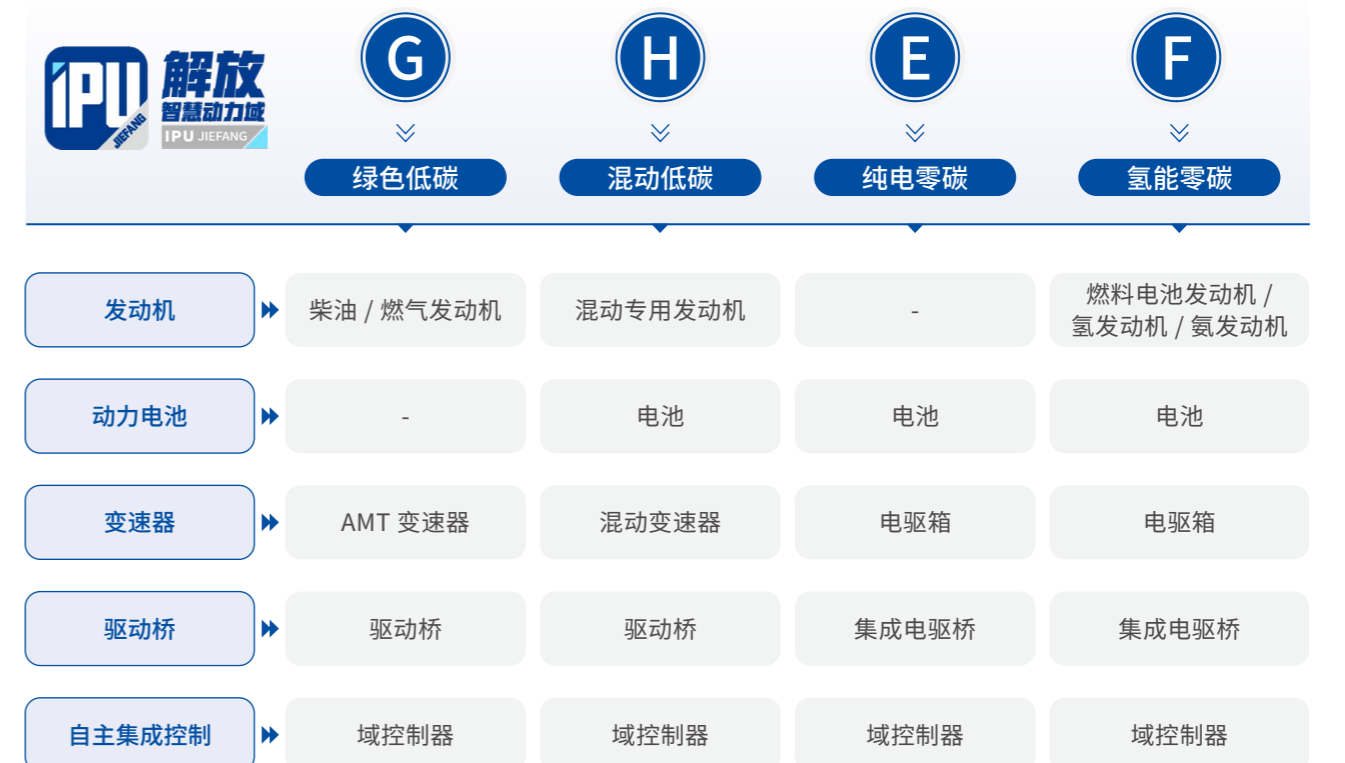 iPU
JIEFANG
解放
智慧动力域
IPU JIEFANG
G
H
E
F
绿色低碳
混动低碳
纯电零碳
氢能零碳
发动机
柴油 / 燃气发动机
混动专用发动机
-
燃料电池发动机 /
氢发动机 / 氨发动机
动力电池
-
电池
电池
电池
变速器
AMT 变速器
混动变速器
电驱箱
电驱箱
驱动桥
驱动桥
驱动桥
集成电驱桥
集成电驱桥
自主集成控制
域控制器
域控制器
域控制器
域控制器